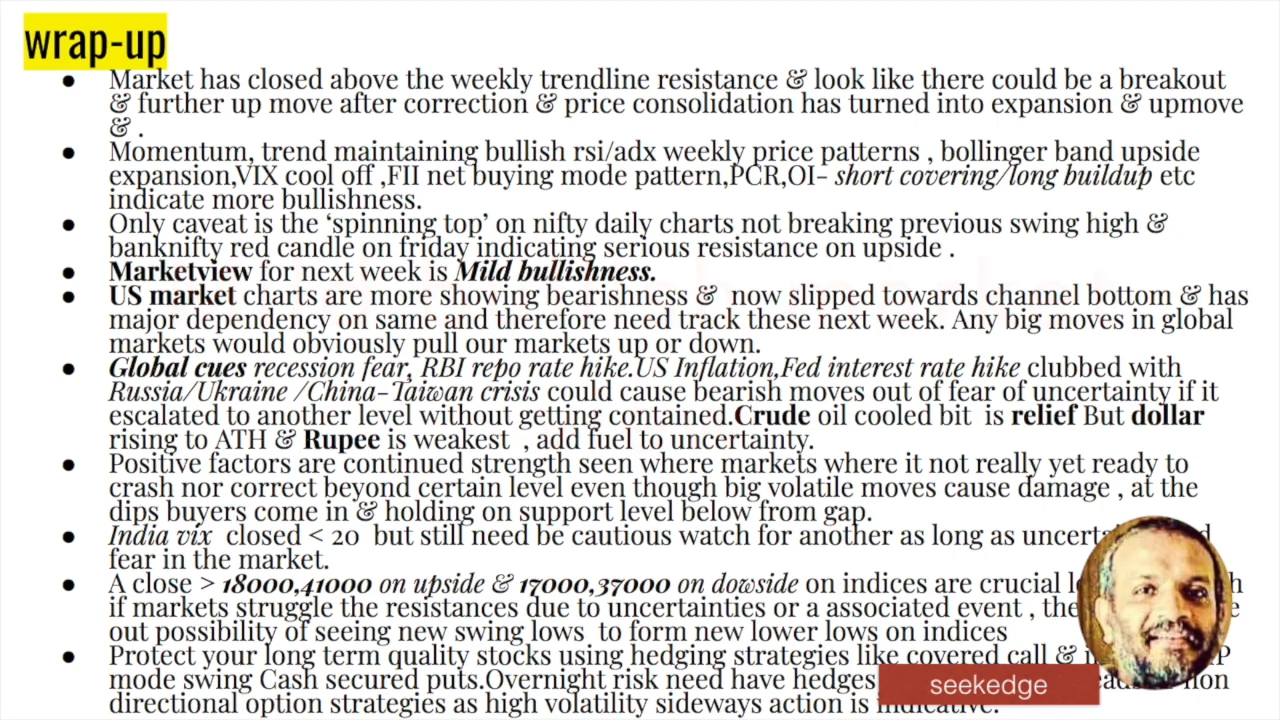 wrap-up
● Market has closed above the weekly trendline resistance & look like there could be a breakout
& further up move after correction & price consolidation has turned into expansion & upmove
& .
● Momentum, trend maintaining bullish rsi/adx weekly price patterns , bollinger band upside
expansion,VIX cool off ,FII net buying mode pattern,PCR,OI- short covering/long buildup etc
indicate more bullishness.
● Only caveat is the ‘spinning top’ on nifty daily charts not breaking previous swing high &
banknifty red candle on friday indicating serious resistance on upside .
● Marketview for next week is Mild bullishness.
● US market charts are more showing bearishness & now slipped towards channel bottom & has
major dependency on same and therefore need track these next week. Any big moves in global
markets would obviously pull our markets up or down.
● Global cues recession fear, RBI repo rate hike.US Inflation,Fed interest rate hike clubbed with
Russia/Ukraine /China-Taiwan crisis could cause bearish moves out of fear of uncertainty if it
escalated to another level without getting contained.Crude oil cooled bit is relief But dollar
rising to ATH & Rupee is weakest , add fuel to uncertainty.
● Positive factors are continued strength seen where markets where it not really yet ready to
crash nor correct beyond certain level even though big volatile moves cause damage , at the
dips buyers come in & holding on support level below from gap.
● India vix closed < 20 but still need be cautious watch for another as long as
fear in the market.
● A close > 18000,41000 on upside & 17000,37000 on dowside on indices are crucial
if markets struggle the resistances due to uncertainties or a associated event ,
out possibility of seeing new swing lows to form new lower lows on indices
● Protect your long term quality stocks using hedging strategies like covered call &
mode swing Cash secured puts.Overnight risk need have hedges non
directional option strategies as high volatility sideways action is indicative.
seekedge